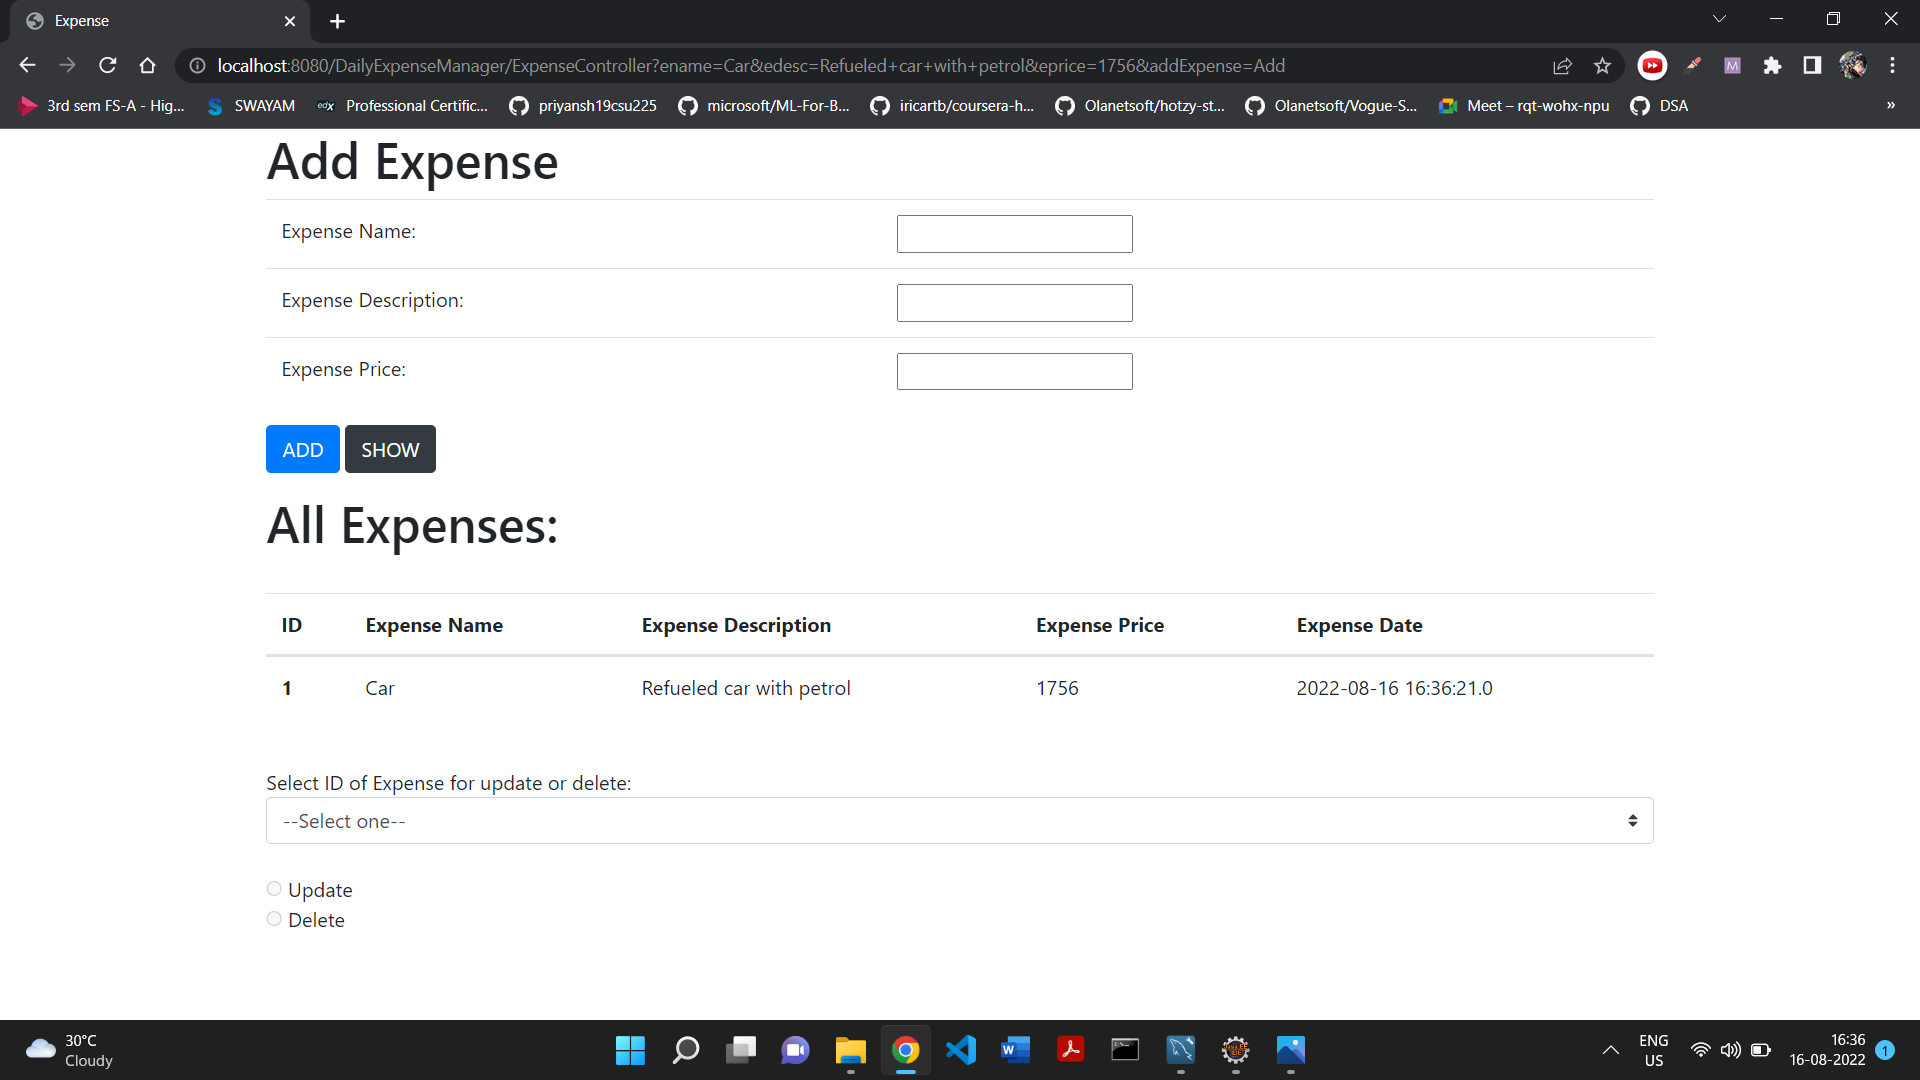 Expense
localhost:8080/DailyExpenseManager/ExpenseController?ename=Car&edesc=Refueled+car+with+petrol&eprice=1756&addExpense=Add
M
3rd sem FS-A - Hig...
S SWAYAM
edx Professional Certific...
priyansh19csu225
microsoft/ML-For-B...
iricartb/coursera-h...
Olanetsoft/hotzy-st...
Olanetsoft/Vogue-S...
Meet – rqt-wohx-npu
DSA
»
Add Expense
Expense Name:
Expense Description:
Expense Price:
ADD SHOW
All Expenses:
ID Expense Name Expense Description Expense Price Expense Date
1 Car Refueled car with petrol 1756 2022-08-16 16:36:21.0
Select ID of Expense for update or delete:
--Select one--
Update
Delete
30°C
Cloudy
W
ENG
US
16:36
16-08-2022
1